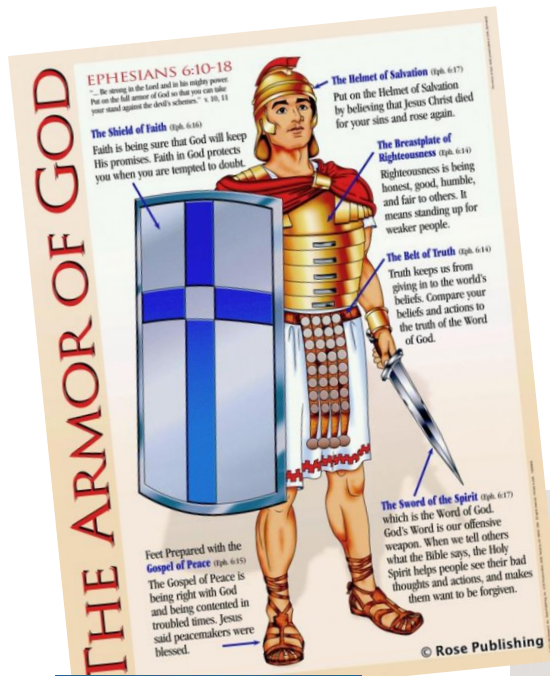 THE ARMOR OF GOD
EPHESIANS 6:10-18
"... Be strong in the Lord and in his mighty power.
Put on the full armor of God so that you can take
your stand against the devil's schemes." v. 10, 11
The Shield of Faith (Eph. 6:16)
Faith is being sure that God will keep
His promises. Faith in God protects
you when you are tempted to doubt.
The Helmet of Salvation (Eph. 6:17)
Put on the Helmet of Salvation
by believing that Jesus Christ died
for your sins and rose again.
The Breastplate of
Righteousness (Eph. 6:14)
Righteousness is being
honest, good, humble,
and fair to others. It
means standing up for
weaker people.
The Belt of Truth (Eph. 6:14)
Truth keeps us from
giving in to the world's
beliefs. Compare your
beliefs and actions to
the truth of the Word
of God.
The Sword of the Spirit (Eph. 6:17)
which is the Word of God.
God's Word is our offensive
weapon. When we tell others
what the Bible says, the Holy
Spirit helps people see their bad
thoughts and actions, and makes
them want to be forgiven.
Feet Prepared with the
Gospel of Peace (Eph. 6:15)
The Gospel of Peace is
being right with God
and being contented in
troubled times. Jesus
said peacemakers were
blessed.
© Rose Publishing